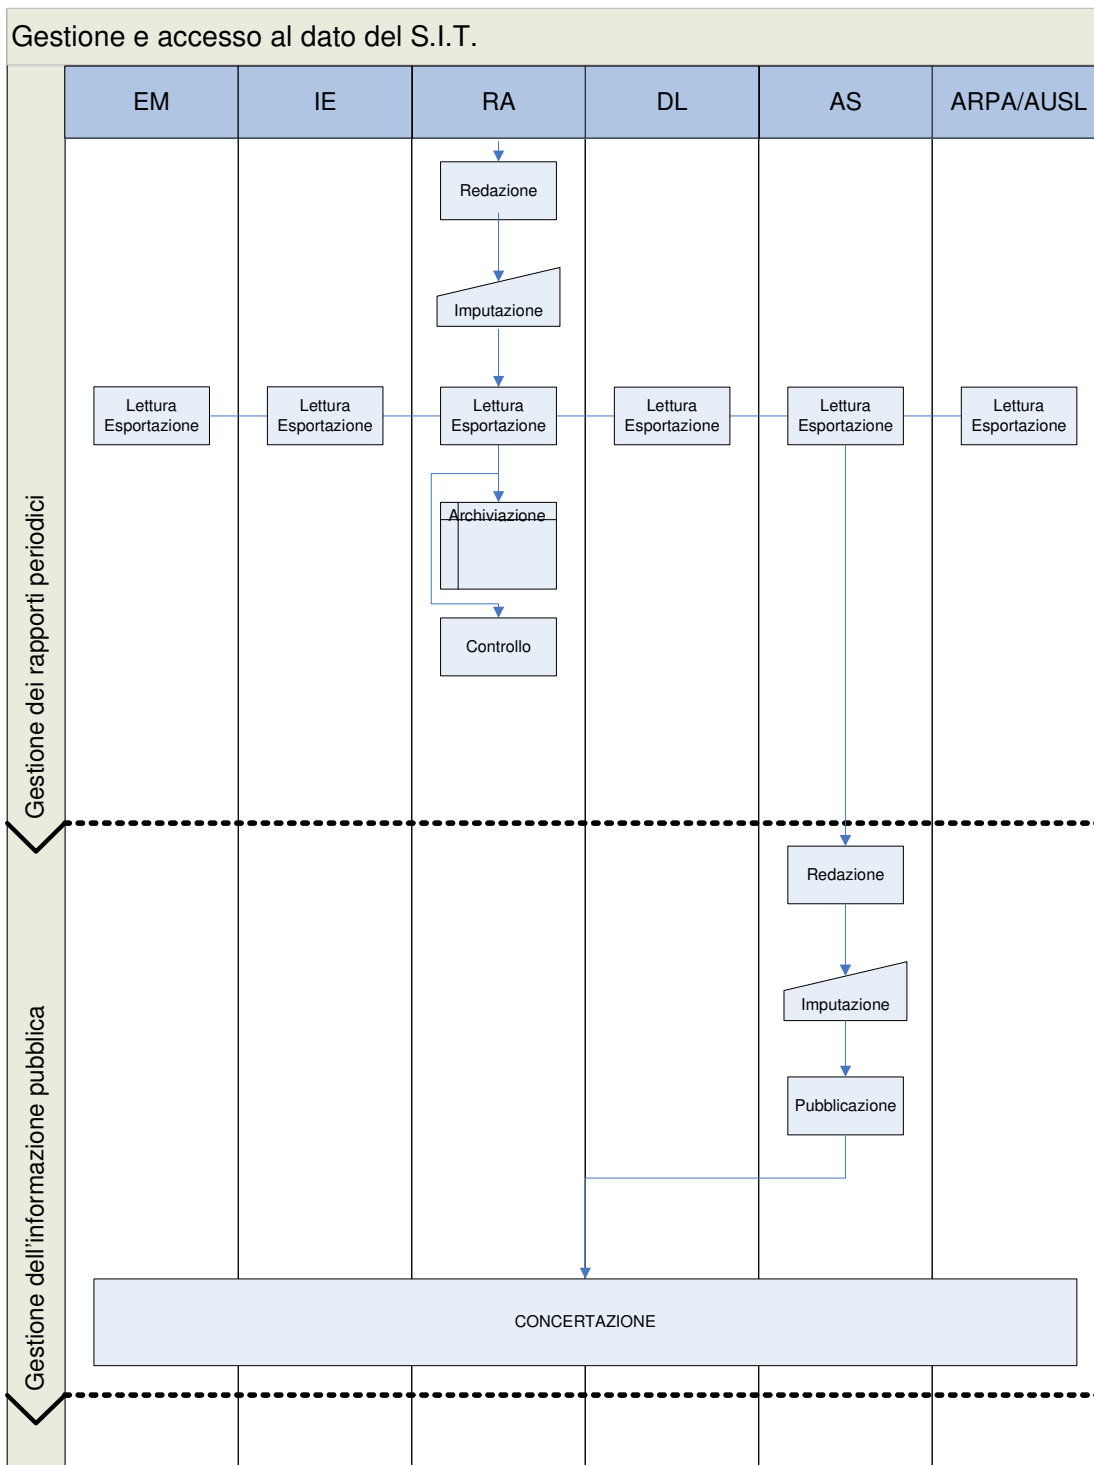 Gestione e accesso al dato del S.I.T.
EM
IE
RA
DL
AS
ARPA/AUSL
Gestione dei rapporti periodici
Redazione
Imputazione
Lettura
Esportazione
Lettura
Esportazione
Lettura
Esportazione
Lettura
Esportazione
Lettura
Esportazione
Lettura
Esportazione
Archiviazione
Controllo
Gestione dell'informazione pubblica
Redazione
Imputazione
Pubblicazione
CONCERTAZIONE